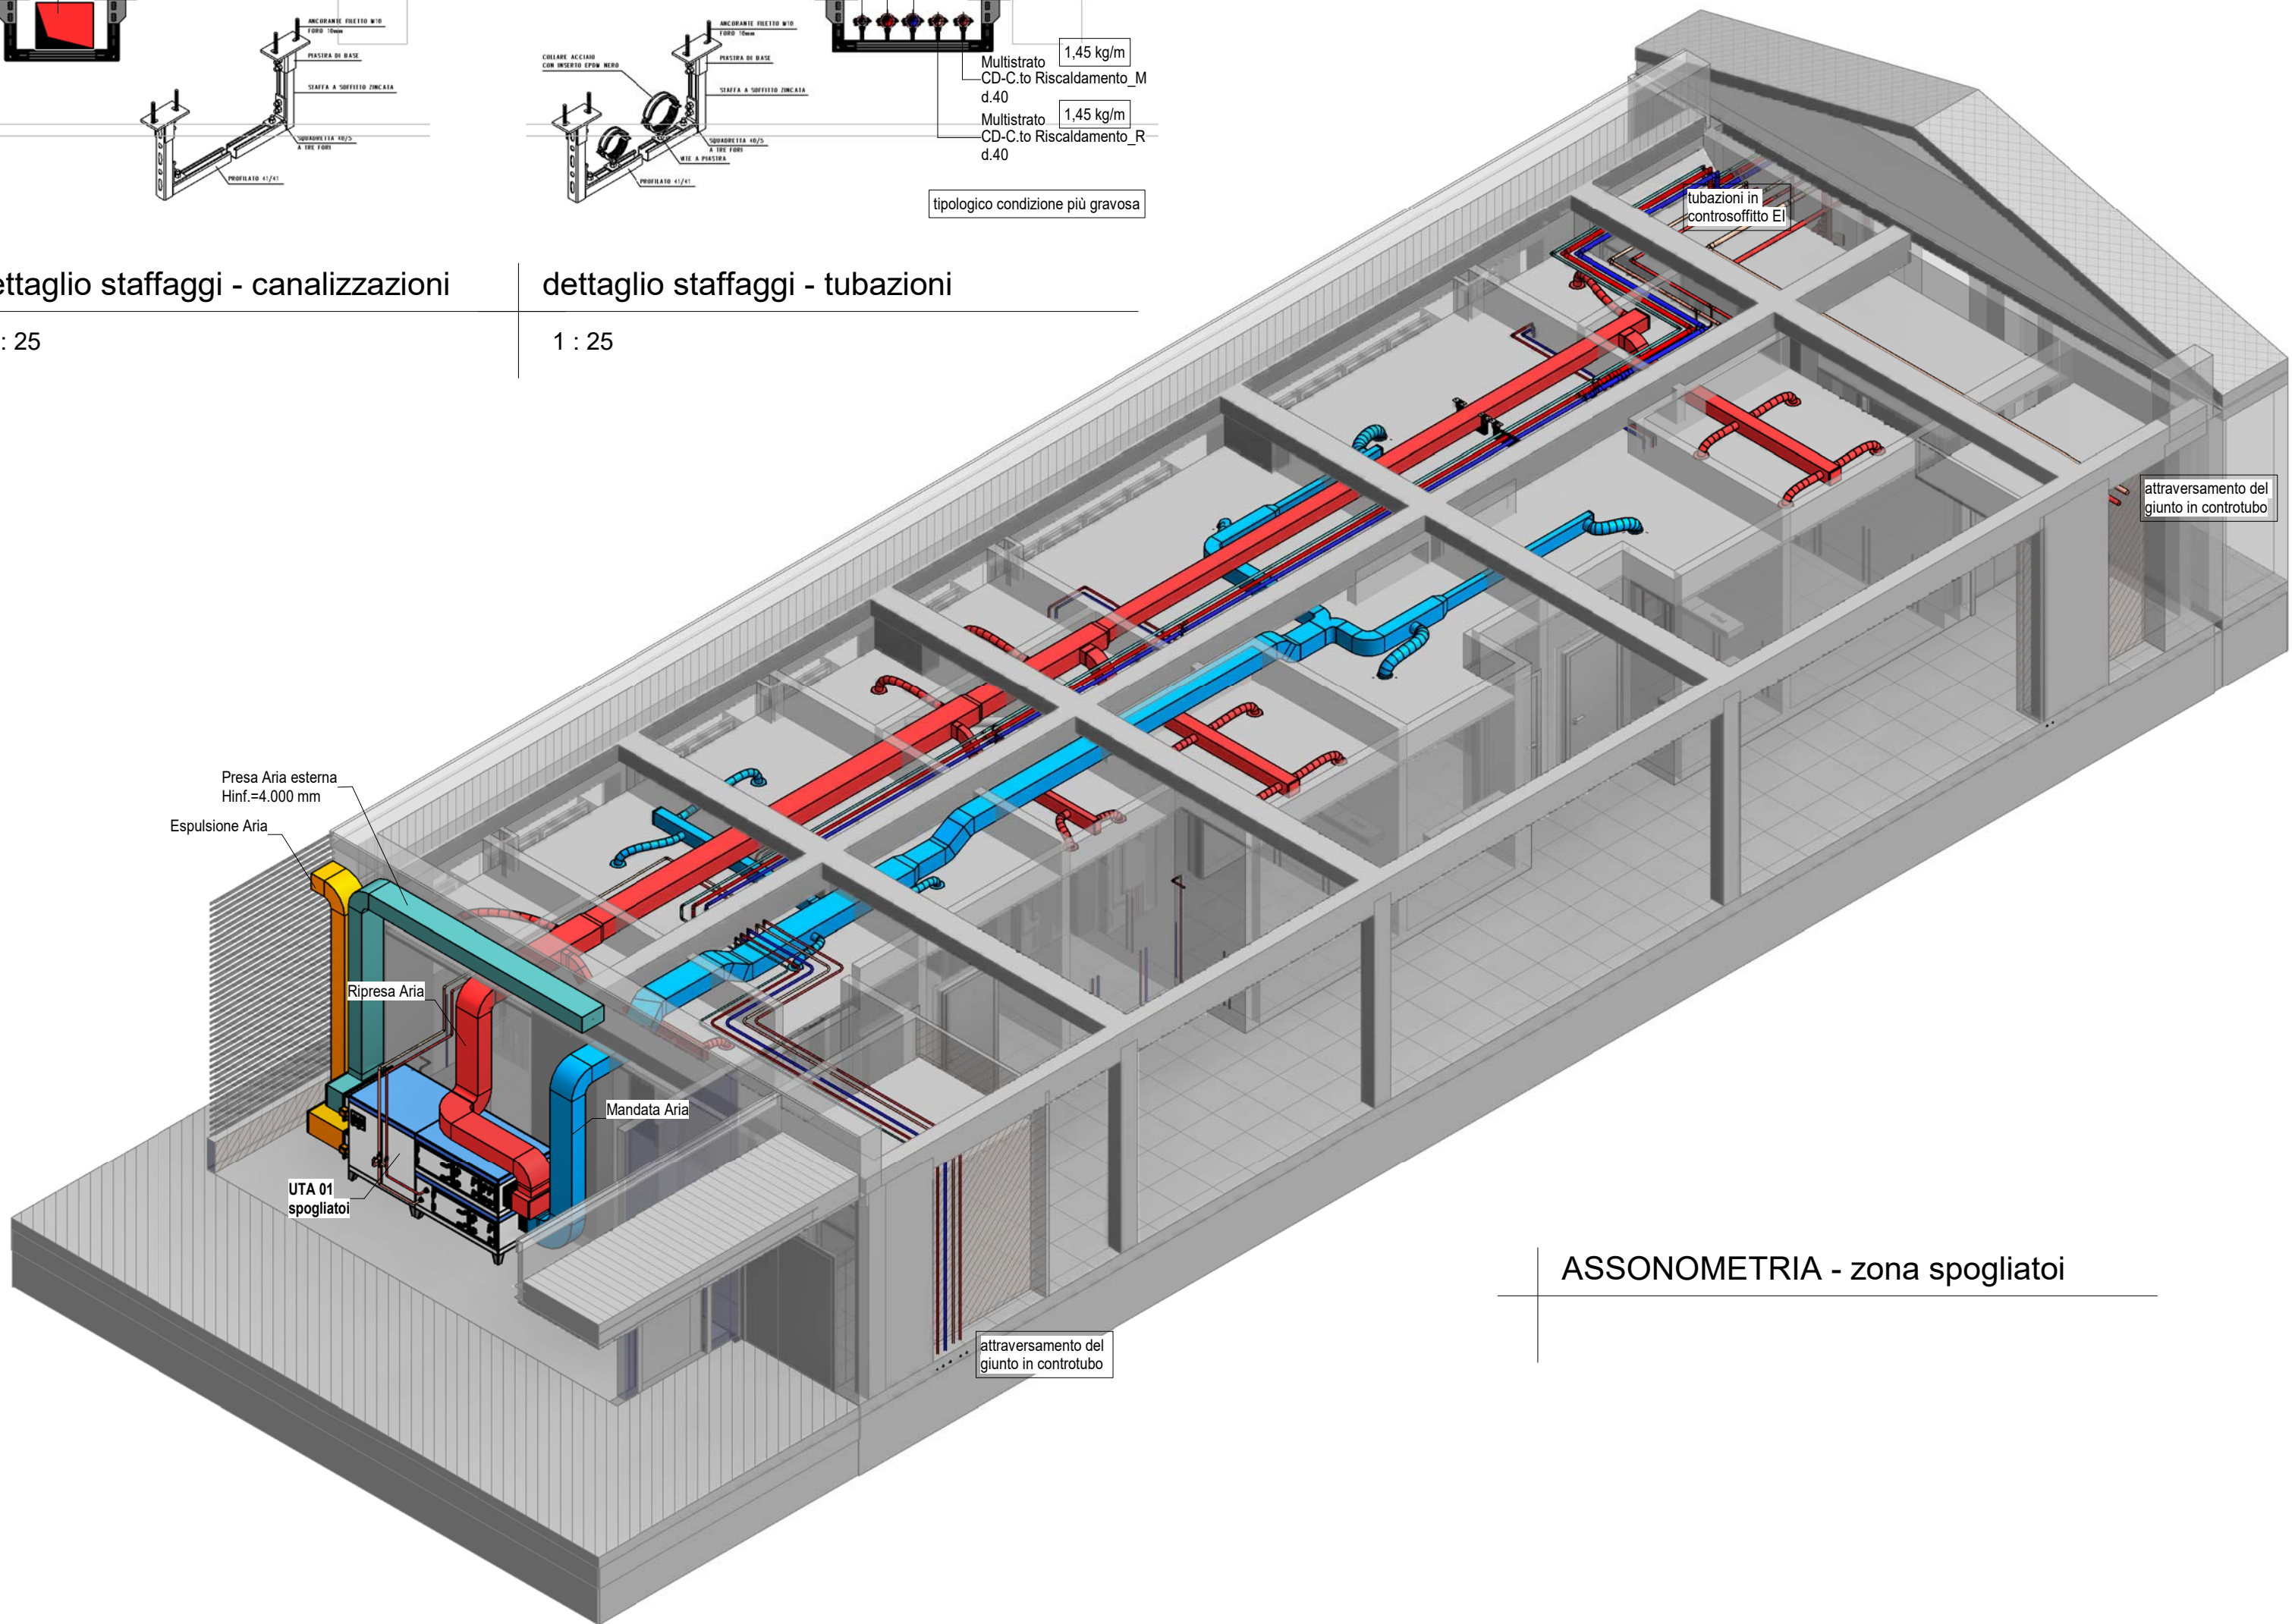 ANCORANTE FILETTO M10
FORO 10mm
PIASTRA DI BASE
STAFFA A SOFFITTO ZINCATA
SQUADRETTA 40/5
A TRE FORI
PROFILATO 41/41
ANCORANTE FILETTO M10
FORO 10mm
COLLARE ACCIAIO
CON INSERTO EPDM NERO
PIASTRA DI BASE
STAFFA A SOFFITTO ZINCATA
SQUADRETTA 40/5
A TRE FORI
VITE A PIASTRA
PROFILATO 41/41
1,45 kg/m
Multistrato
CD-C.to Riscaldamento_M
d.40
1,45 kg/m
Multistrato
CD-C.to Riscaldamento_R
d.40
tipologico condizione più gravosa
ettaglio staffaggi - canalizzazioni
: 25
dettaglio staffaggi - tubazioni
1 : 25
tubazioni in
controsoffitto EI
attraversamento del
giunto in controtubo
Presa Aria esterna
Hinf.=4.000 mm
Espulsione Aria
Ripresa Aria
Mandata Aria
UTA 01
spogliatoi
attraversamento del
giunto in controtubo
ASSONOMETRIA - zona spogliatoi